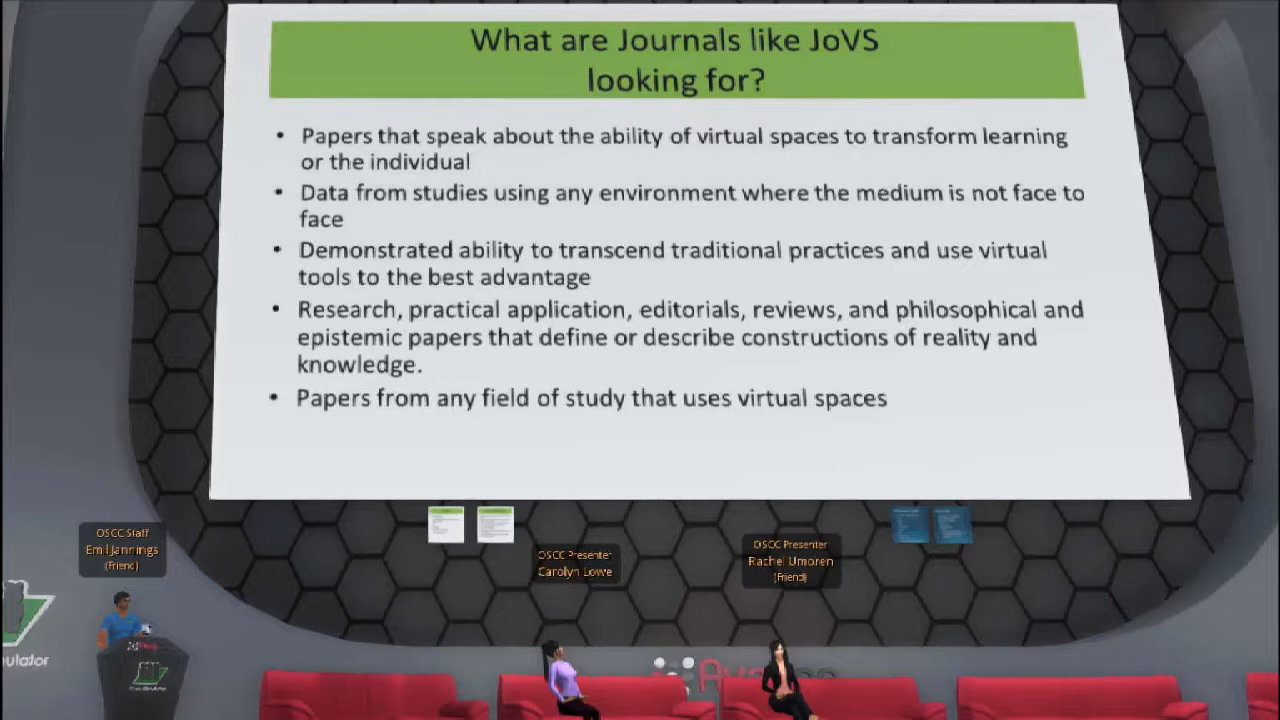 What are Journals like JoVS
looking for?
• Papers that speak about the ability of virtual spaces to transform learning
or the individual
• Data from studies using any environment where the medium is not face to
face
• Demonstrated ability to transcend traditional practices and use virtual
tools to the best advantage
• Research, practical application, editorials, reviews, and philosophical and
epistemic papers that define or describe constructions of reality and
knowledge.
• Papers from any field of study that uses virtual spaces
OSCC Staff
Emil Jannings
(Friend)
OSCC Presenter
Carolyn Lowe
OSCC Presenter
Rachel Umoren
(Friend)
ulator